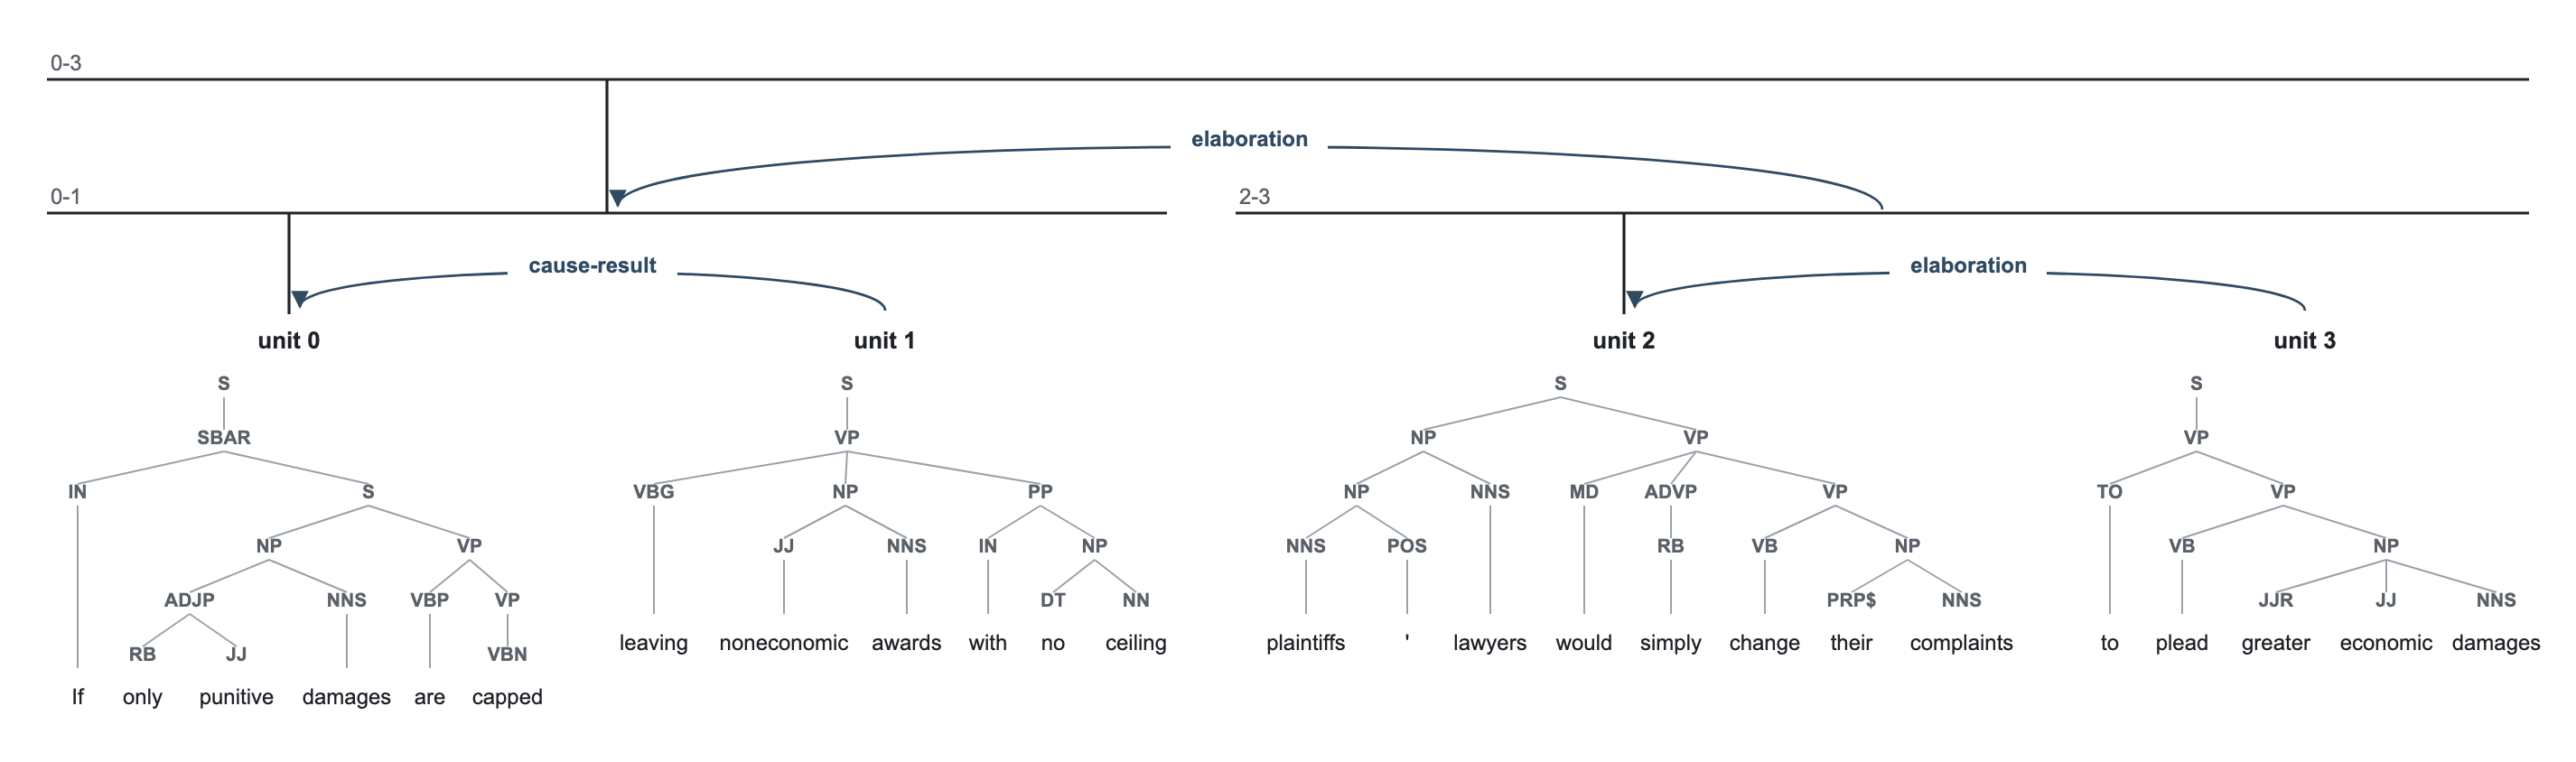 0-3
elaboration
0-1 2-3
cause-result elaboration
unit 0 unit 1 unit 2 unit 3
S S S S
SBAR VP NP VP VP
IN S VBG NP PP NP NNS MD ADVP VP TO VP
NP VP JJ NNS IN NP NNS POS RB VB NP VB NP
ADJP NNS VBP VP DT NN PRP$ NNS JJR JJ NNS
leaving noneconomic awards with no ceiling plaintiffs ' lawyers would simply change their complaints to plead greater economic damages
RB JJ VBN
If only punitive damages are capped